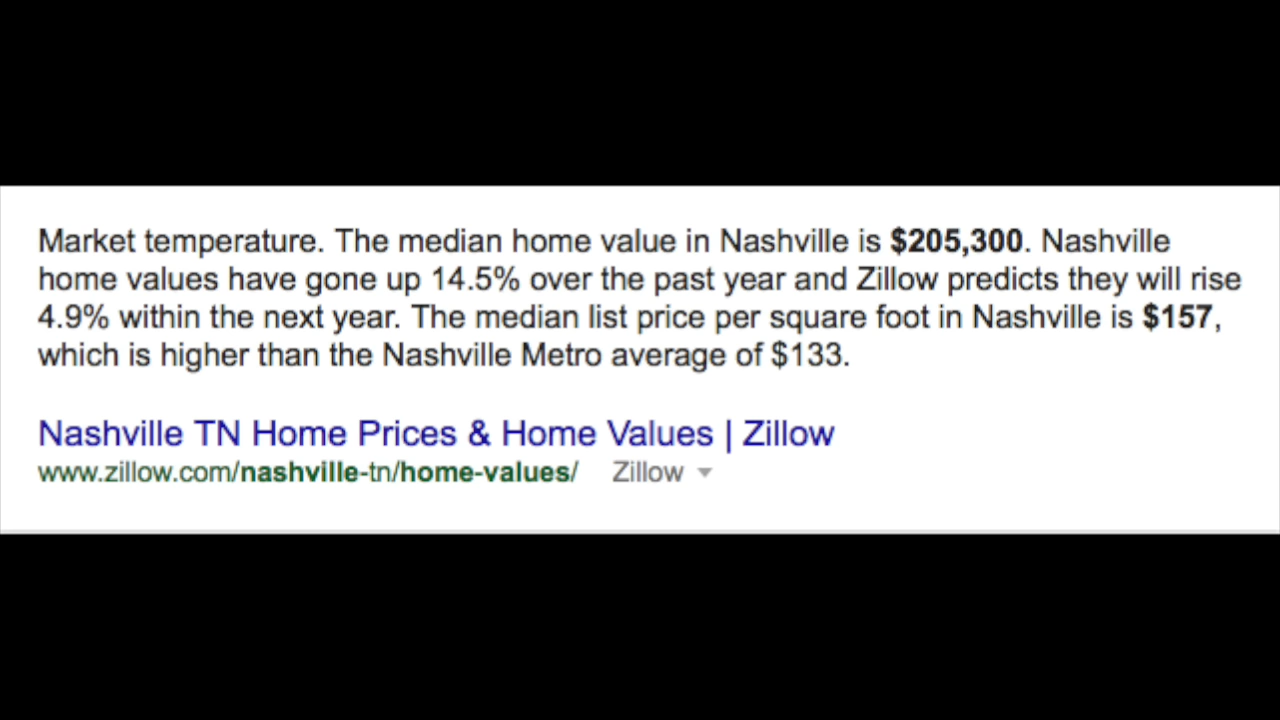 Market temperature. The median home value in Nashville is $205,300. Nashville
home values have gone up 14.5% over the past year and Zillow predicts they will rise
4.9% within the next year. The median list price per square foot in Nashville is $157,
which is higher than the Nashville Metro average of $133.
Nashville TN Home Prices & Home Values | Zillow
www.zillow.com/nashville-tn/home-values/ Zillow